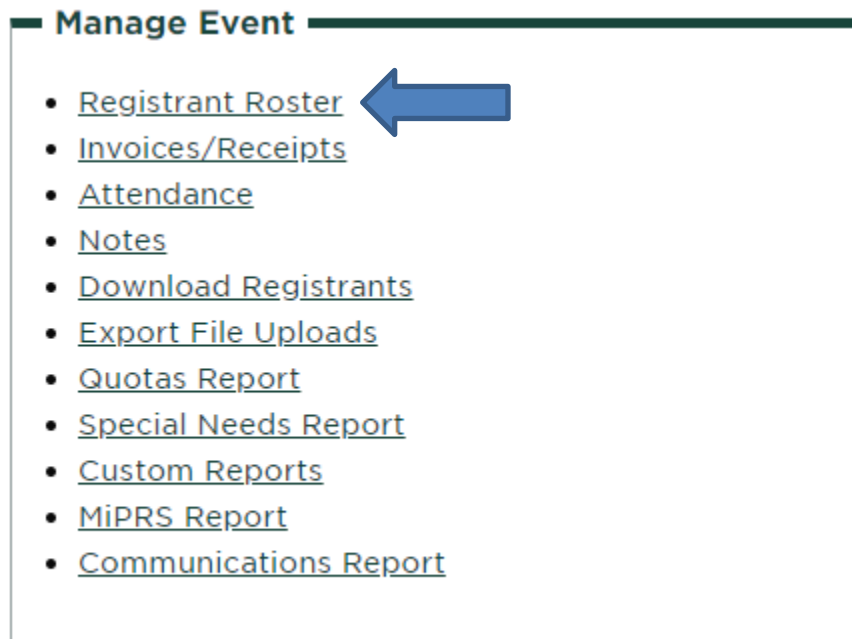 Manage Event
Registrant Roster
Invoices/Receipts
Attendance
Notes
Download Registrants
Export File Uploads
Quotas Report
Special Needs Report
Custom Reports
MiPRS Report
Communications Report